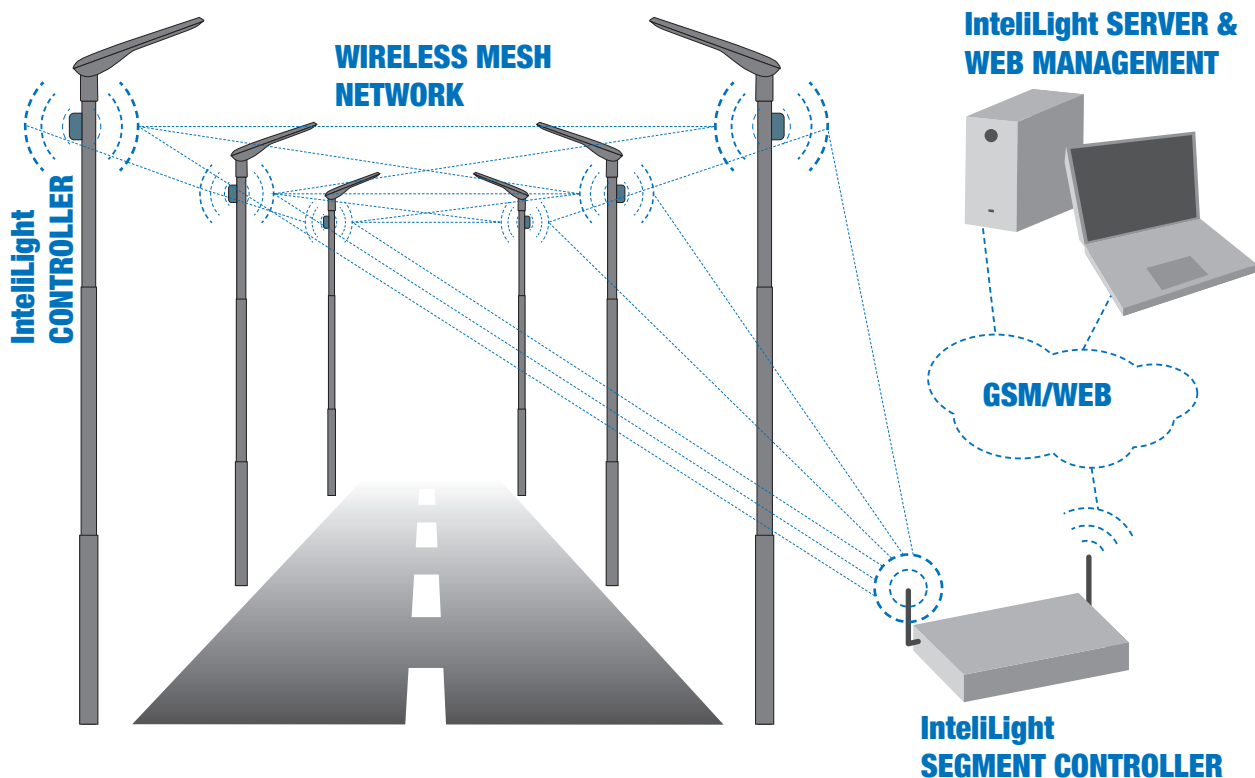 WIRELESS MESH
NETWORK
InteliLight SERVER &
WEB MANAGEMENT
InteliLight
CONTROLLER
GSM/WEB
InteliLight
SEGMENT CONTROLLER